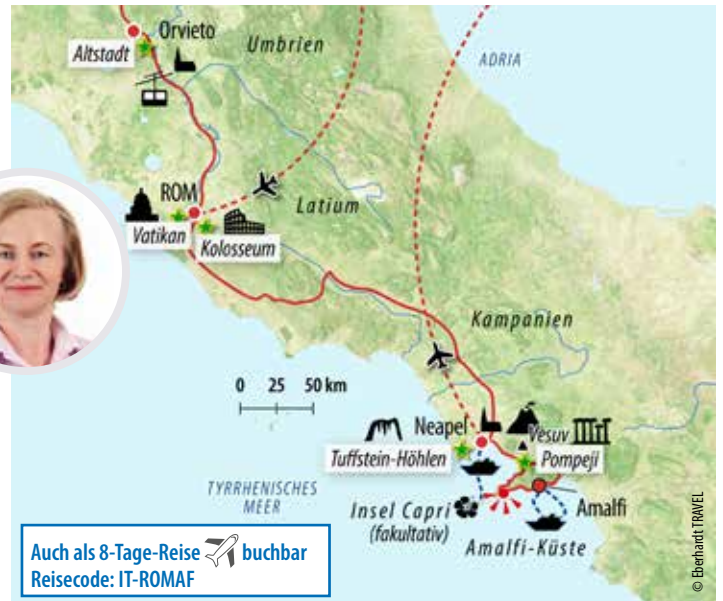 Orvieto
Altstadt
Umbrien
ADRIA
ROM
Latium
Vatikan
Kolosseum
Kampanien
0 25 50 km
Neapel
Vesuv
Tuffstein-Höhlen
Pompeji
TYRRHENISCHES
MEER
Insel Capri
(fakultativ)
Amalfi
Amalfi-Küste
Auch als 8-Tage-Reise buchbar
Reisecode: IT-ROMAF
© Eberhardt TRAVEL